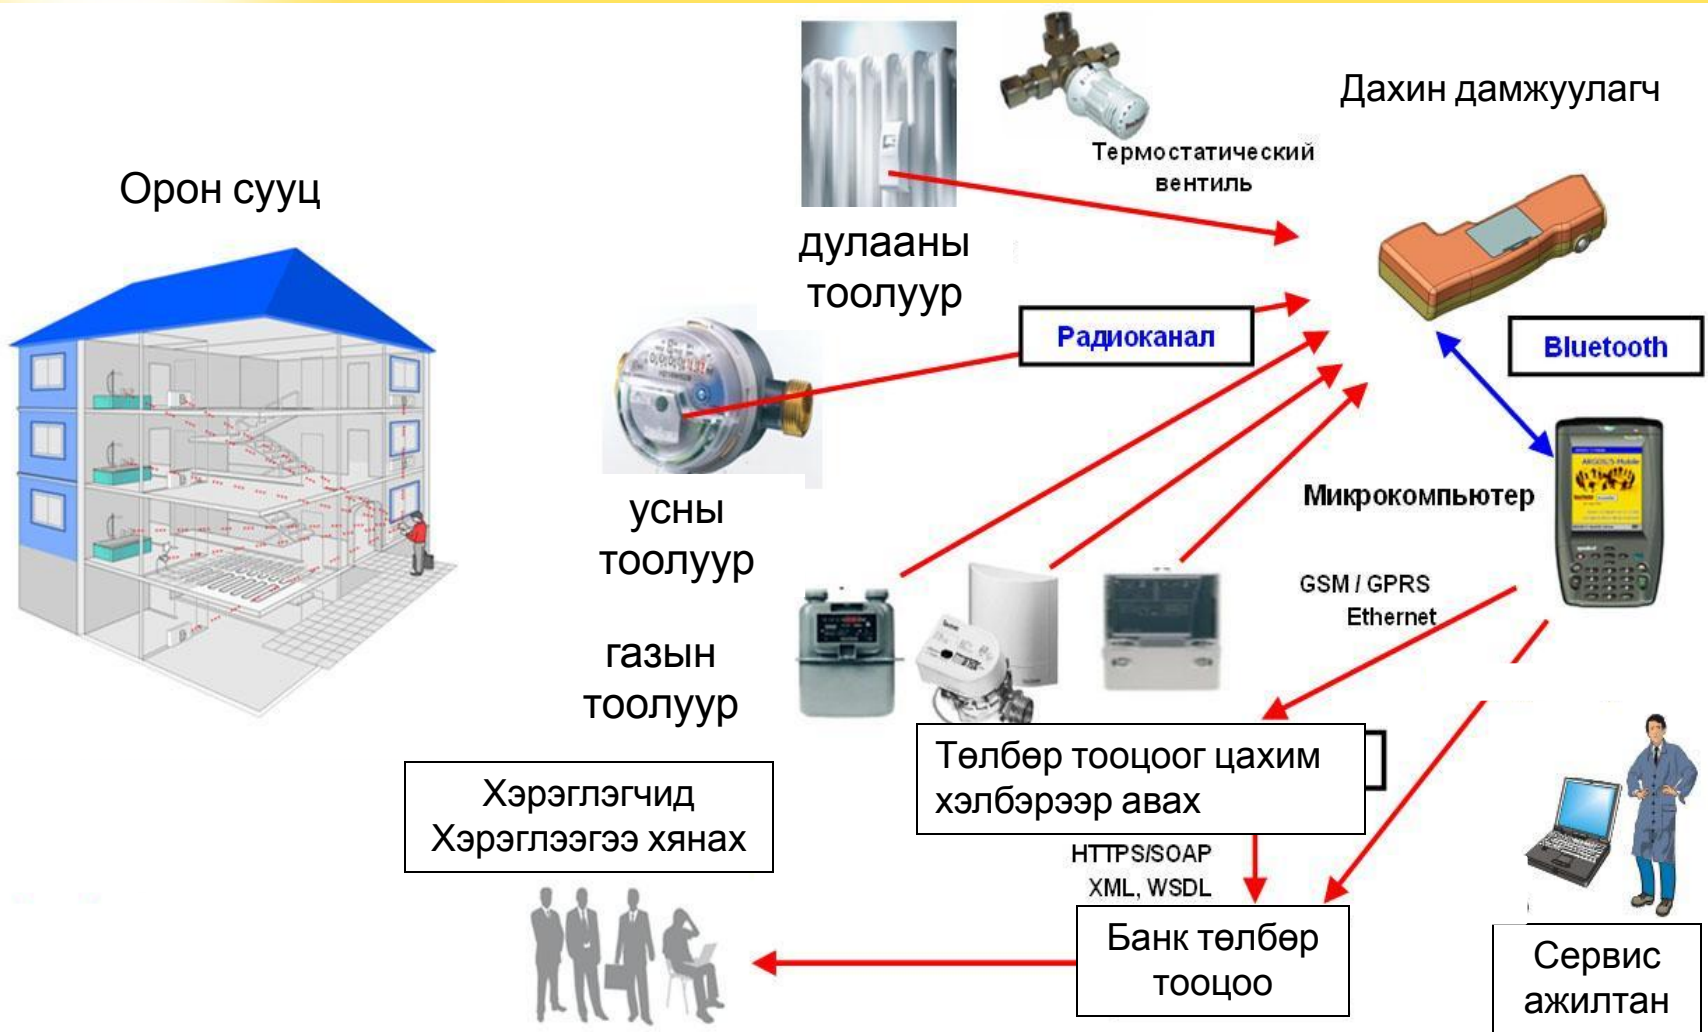 Дахин дамжуулагч
Термостатический
вентиль
Орон сууц
дулааны
тоолуур
Радиоканал
Bluetooth
усны
тоолуур
Микрокомпьютер
GSM / GPRS
Ethernet
газын
тоолуур
Төлбөр тооцоог цахим
хэлбэрээр авах
Хэрэглэгчид
Хэрэглээгээ хянах
HTTPS/SOAP
XML, WSDL
Банк төлбөр
тооцоо
Сервис
ажилтан